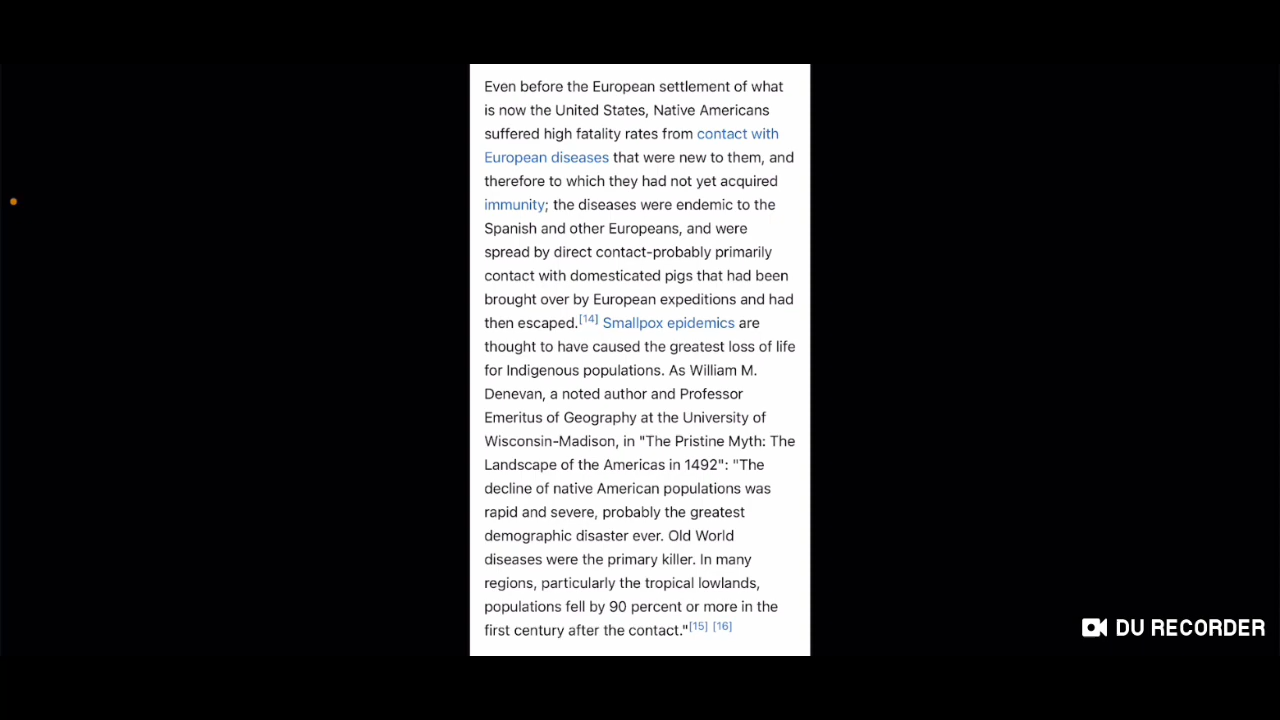 Even before the European settlement of what
is now the United States, Native Americans
suffered high fatality rates from contact with
European diseases that were new to them, and
therefore to which they had not yet acquired
immunity; the diseases were endemic to the
Spanish and other Europeans, and were
spread by direct contact-probably primarily
contact with domesticated pigs that had been
brought over by European expeditions and had
then escaped.[14] Smallpox epidemics are
thought to have caused the greatest loss of life
for Indigenous populations. As William M.
Denevan, a noted author and Professor
Emeritus of Geography at the University of
Wisconsin-Madison, in "The Pristine Myth: The
Landscape of the Americas in 1492": "The
decline of native American populations was
rapid and severe, probably the greatest
demographic disaster ever. Old World
diseases were the primary killer. In many
regions, particularly the tropical lowlands,
populations fell by 90 percent or more in the
first century after the contact."[15] [16]
DU RECORDER